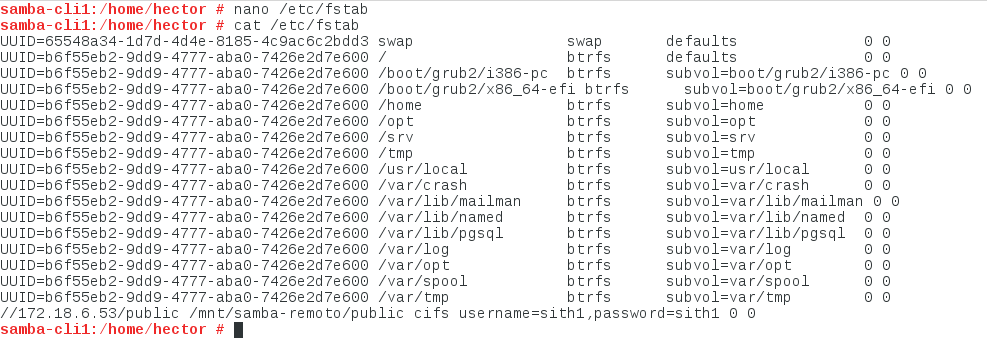 samba-cli1:/home/hector # nano /etc/fstab
samba-cli1:/home/hector # cat /etc/fstab
UUID=65548a34-1d7d-4d4e-8185-4c9ac6c2bdd3 swap                 swap       defaults              0 0
UUID=b6f55eb2-9dd9-4777-aba0-7426e2d7e600 /                    btrfs      defaults              0 0
UUID=b6f55eb2-9dd9-4777-aba0-7426e2d7e600 /boot/grub2/i386-pc  btrfs      subvol=boot/grub2/i386-pc 0 0
UUID=b6f55eb2-9dd9-4777-aba0-7426e2d7e600 /boot/grub2/x86_64-efi btrfs      subvol=boot/grub2/x86_64-efi 0 0
UUID=b6f55eb2-9dd9-4777-aba0-7426e2d7e600 /home                btrfs      subvol=home           0 0
UUID=b6f55eb2-9dd9-4777-aba0-7426e2d7e600 /opt                 btrfs      subvol=opt            0 0
UUID=b6f55eb2-9dd9-4777-aba0-7426e2d7e600 /srv                 btrfs      subvol=srv            0 0
UUID=b6f55eb2-9dd9-4777-aba0-7426e2d7e600 /tmp                 btrfs      subvol=tmp            0 0
UUID=b6f55eb2-9dd9-4777-aba0-7426e2d7e600 /usr/local           btrfs      subvol=usr/local      0 0
UUID=b6f55eb2-9dd9-4777-aba0-7426e2d7e600 /var/crash           btrfs      subvol=var/crash      0 0
UUID=b6f55eb2-9dd9-4777-aba0-7426e2d7e600 /var/lib/mailman     btrfs      subvol=var/lib/mailman 0 0
UUID=b6f55eb2-9dd9-4777-aba0-7426e2d7e600 /var/lib/named       btrfs      subvol=var/lib/named  0 0
UUID=b6f55eb2-9dd9-4777-aba0-7426e2d7e600 /var/lib/pgsql       btrfs      subvol=var/lib/pgsql  0 0
UUID=b6f55eb2-9dd9-4777-aba0-7426e2d7e600 /var/log             btrfs      subvol=var/log        0 0
UUID=b6f55eb2-9dd9-4777-aba0-7426e2d7e600 /var/opt             btrfs      subvol=var/opt        0 0
UUID=b6f55eb2-9dd9-4777-aba0-7426e2d7e600 /var/spool           btrfs      subvol=var/spool      0 0
UUID=b6f55eb2-9dd9-4777-aba0-7426e2d7e600 /var/tmp             btrfs      subvol=var/tmp        0 0
//172.18.6.53/public /mnt/samba-remoto/public cifs username=sith1,password=sith1 0 0
samba-cli1:/home/hector #